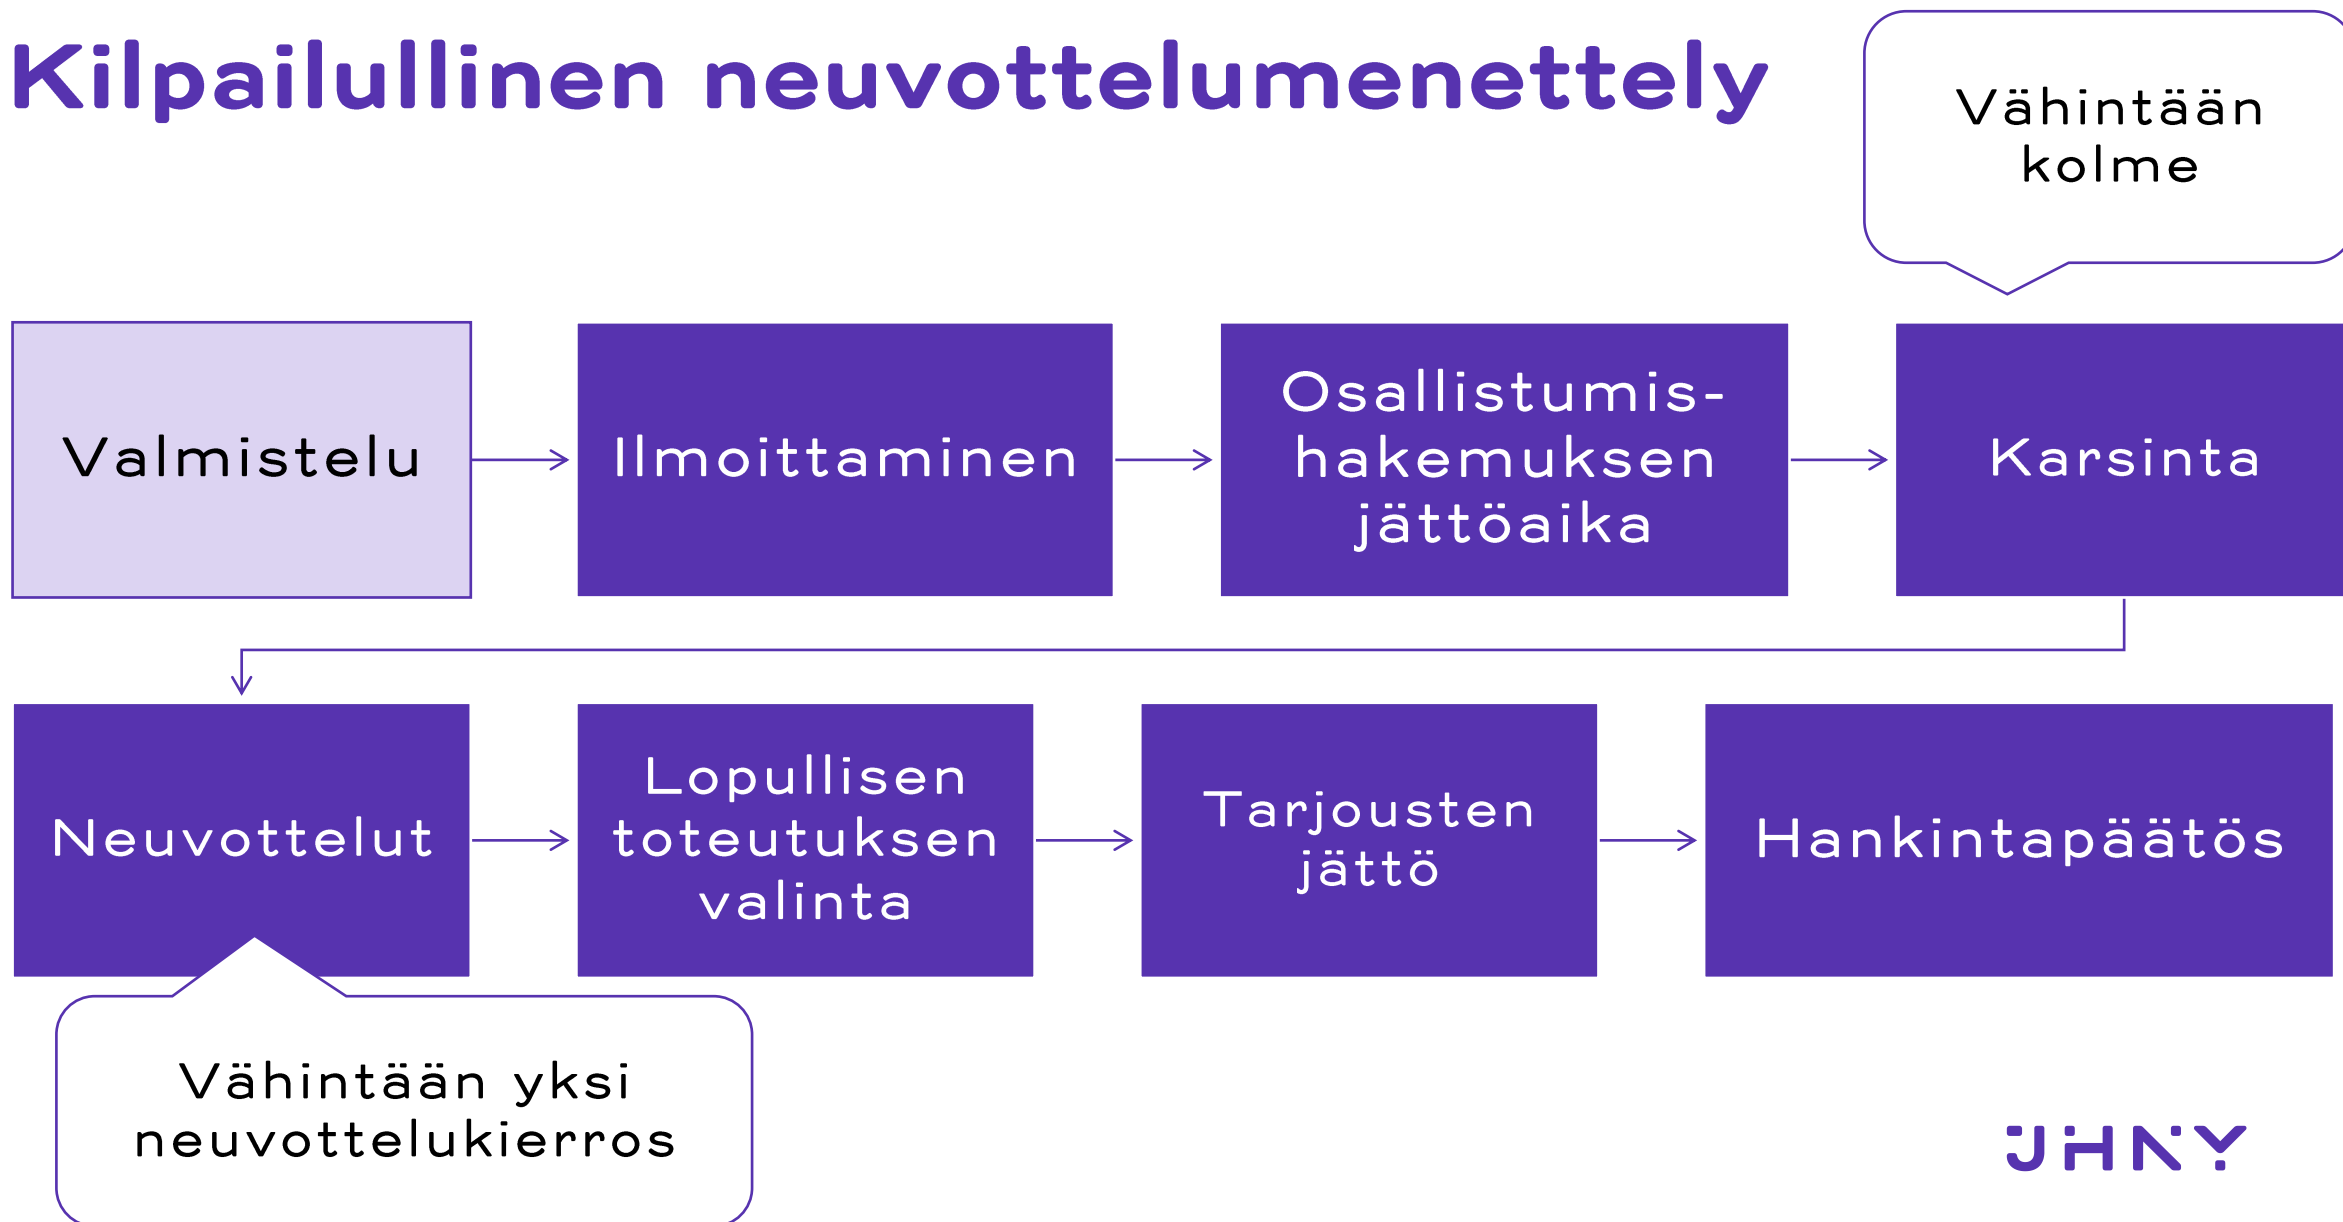 Kilpailullinen neuvottelumenettely
Vähintään
kolme
Valmistelu
Ilmoittaminen
Osallistumis-
hakemuksen
jättöaika
Karsinta
Neuvottelut
Lopullisen
toteutuksen
valinta
Tarjousten
jättö
Hankintapäätös
Vähintään yksi
neuvottelukierros
JHNY